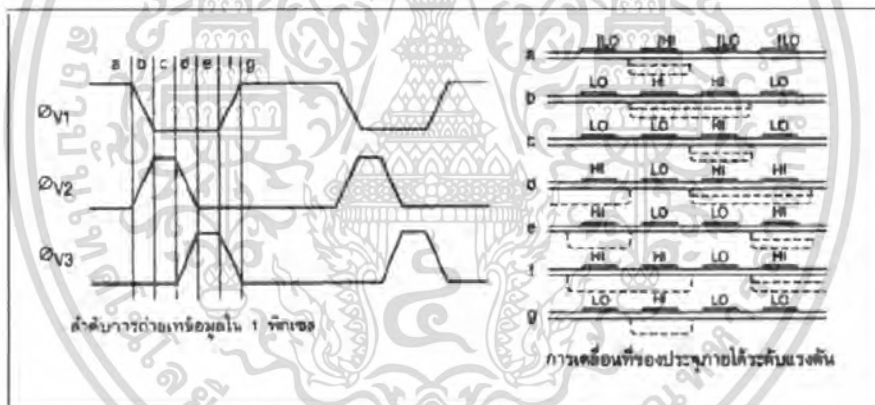 a b c d e f g
ØV1
ØV2
ØV3
ลำดับการถ่ายเทข้อมูลใน 1 พิกเซล
a LO HI LO LO
b LO HI HI LO
c LO LO HI LO
d HI LO HI HI
e HI LO LO HI
f HI HI LO HI
g LO HI LO LO
การเคลื่อนที่ของประจุภายใต้ระดับแรงดัน